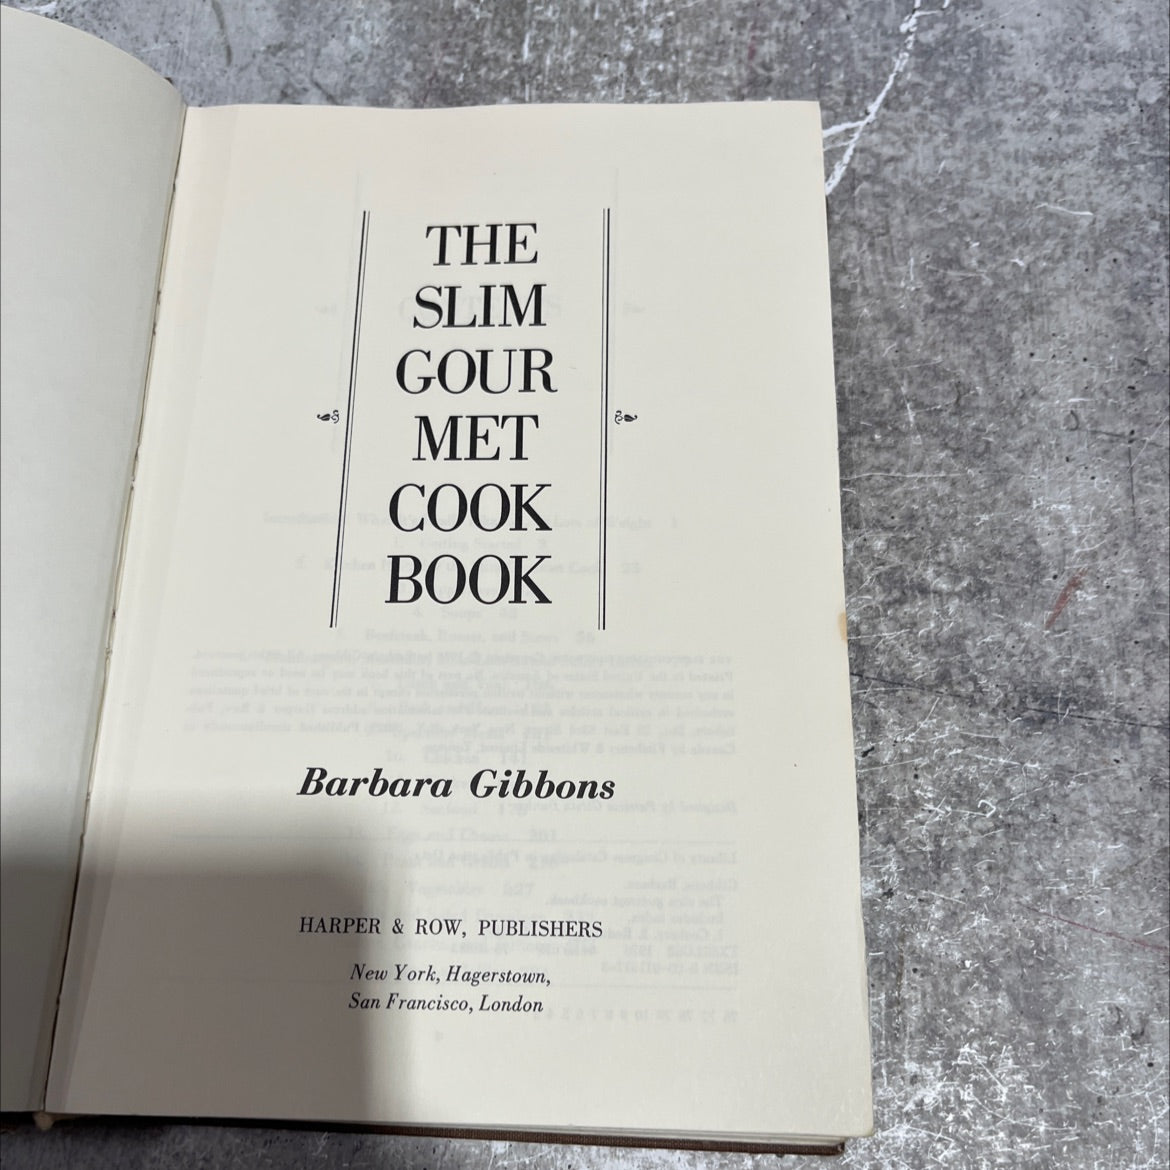 THE
SLIM
GOUR
MET
COOK
BOOK
Barbara Gibbons
HARPER & ROW, PUBLISHERS
New York, Hagerstown,
San Francisco, London